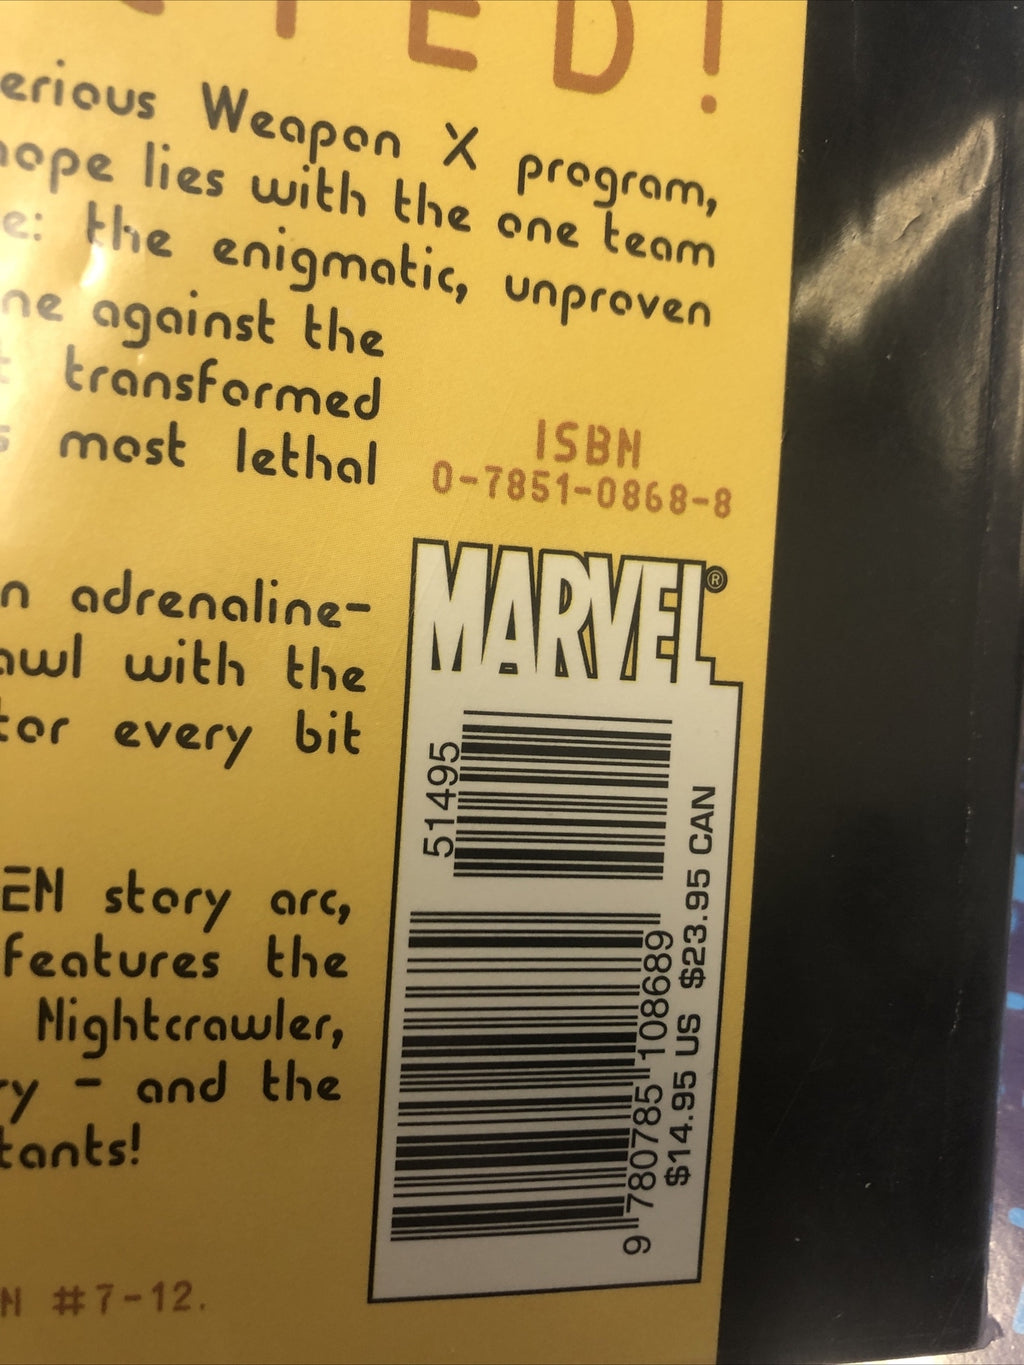 TED!
erious Weapon X program,
hope lies with the one team
e: the enigmatic, unproven
ne against the
t transformed
s most lethal
ISBN
0-7851-0868-8
MARVEL®
n adrenaline-
awl with the
tor every bit
51495
EN story arc,
features the
Nightcrawler,
ry - and the
tants!
9 780785 108689
$14.95 US $23.95 CAN
N #7-12.